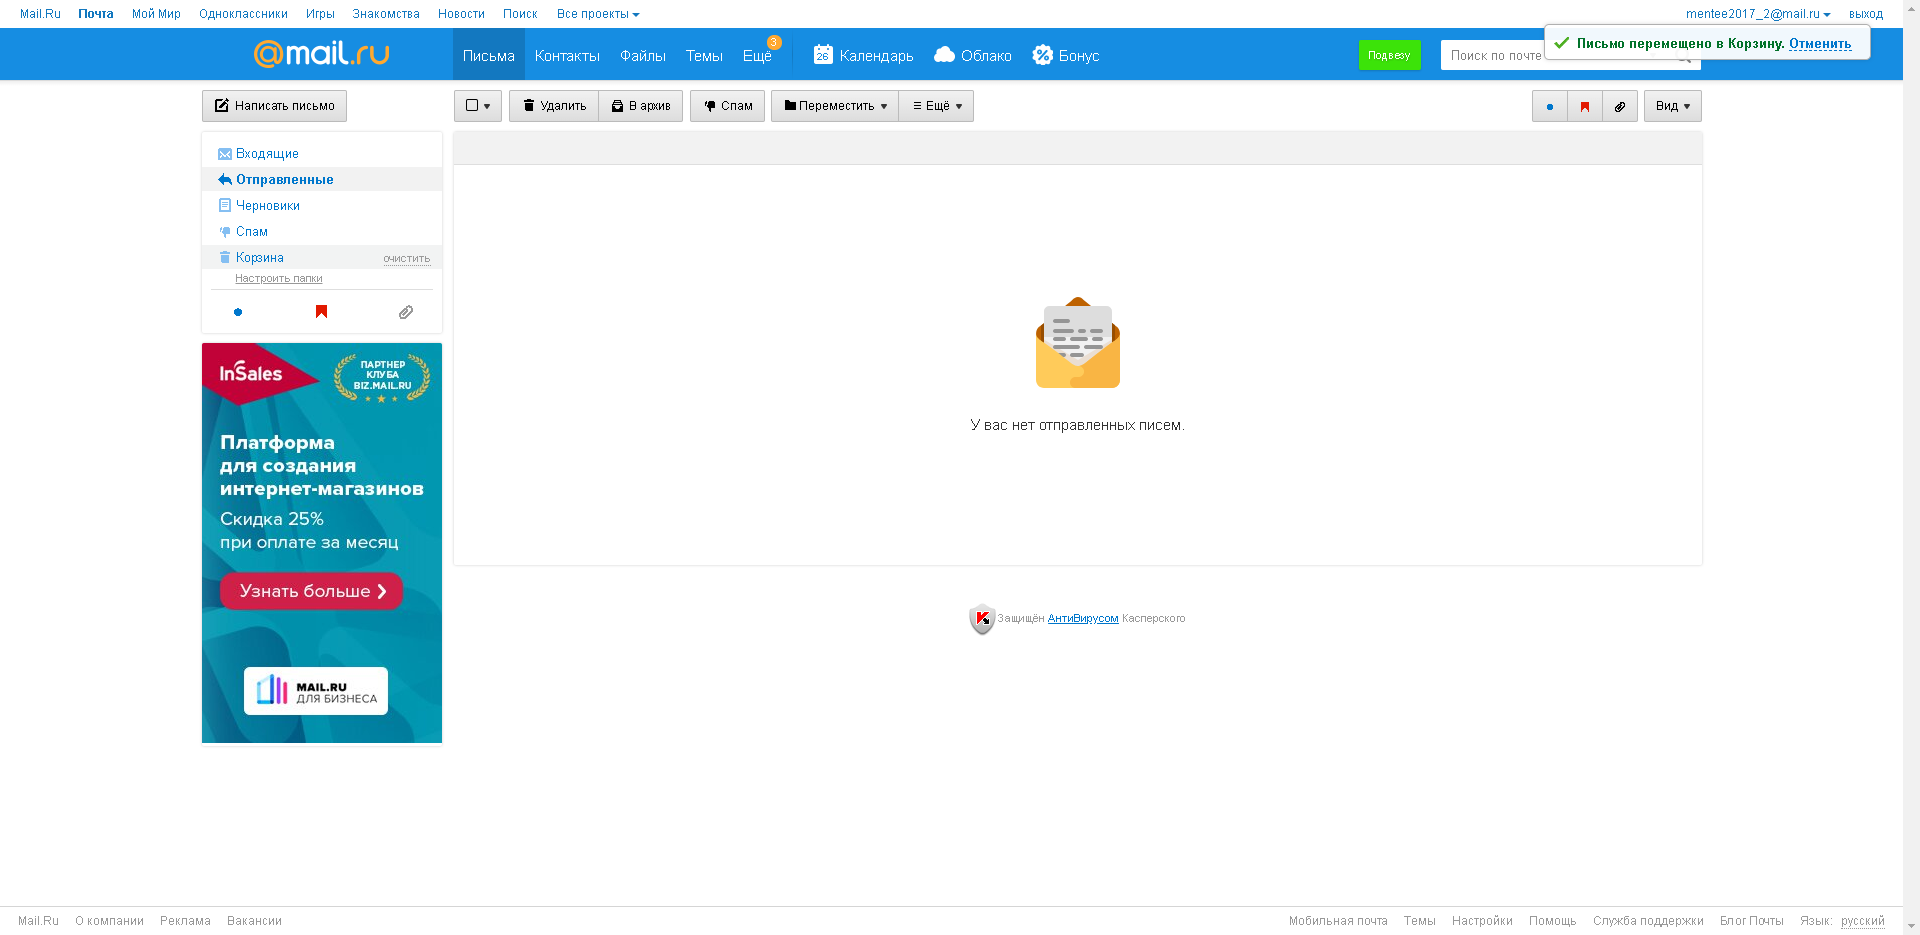 Mail.Ru Почта Мой Мир Одноклассники Игры Знакомства Новости Поиск Все проекты mentee2017_2@mail.ru выход
@mail.ru Письма Контакты Файлы Темы Ещё 3 26 Календарь Облако Бонус Подвезу Поиск по почте
Письмо перемещено в Корзину. Отменить
Написать письмо Удалить В архив Спам Переместить Ещё Вид
Входящие
Отправленные
Черновики
Спам
Корзина очистить
Настроить папки
InSales
ПАРТНЕР
КЛУБА
BIZ.MAIL.RU
Платформа
для создания
интернет-магазинов
Скидка 25%
при оплате за месяц
Узнать больше
MAIL.RU
ДЛЯ БИЗНЕСА
У вас нет отправленных писем.
Защищён АнтиВирусом Касперского
Mail.Ru О компании Реклама Вакансии Мобильная почта Темы Настройки Помощь Служба поддержки Блог Почты Язык: русский